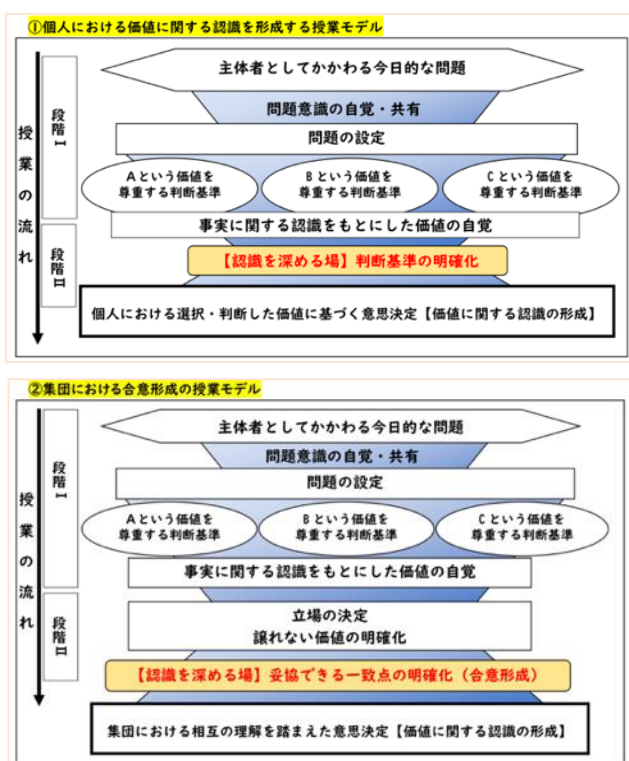 ①個人における価値に関する認識を形成する授業モデル
授業の流れ
段階Ⅰ
主体者としてかかわる今日的な問題
問題意識の自覚・共有
問題の設定
Aという価値を
尊重する判断基準
Bという価値を
尊重する判断基準
Cという価値を
尊重する判断基準
事実に関する認識をもとにした価値の自覚
段階Ⅱ
【認識を深める場】判断基準の明確化
個人における選択・判断した価値に基づく意思決定【価値に関する認識の形成】
②集団における合意形成の授業モデル
授業の流れ
段階Ⅰ
主体者としてかかわる今日的な問題
問題意識の自覚・共有
問題の設定
Aという価値を
尊重する判断基準
Bという価値を
尊重する判断基準
Cという価値を
尊重する判断基準
事実に関する認識をもとにした価値の自覚
段階Ⅱ
立場の決定
譲れない価値の明確化
【認識を深める場】妥協できる一致点の明確化（合意形成）
集団における相互の理解を踏まえた意思決定【価値に関する認識の形成】